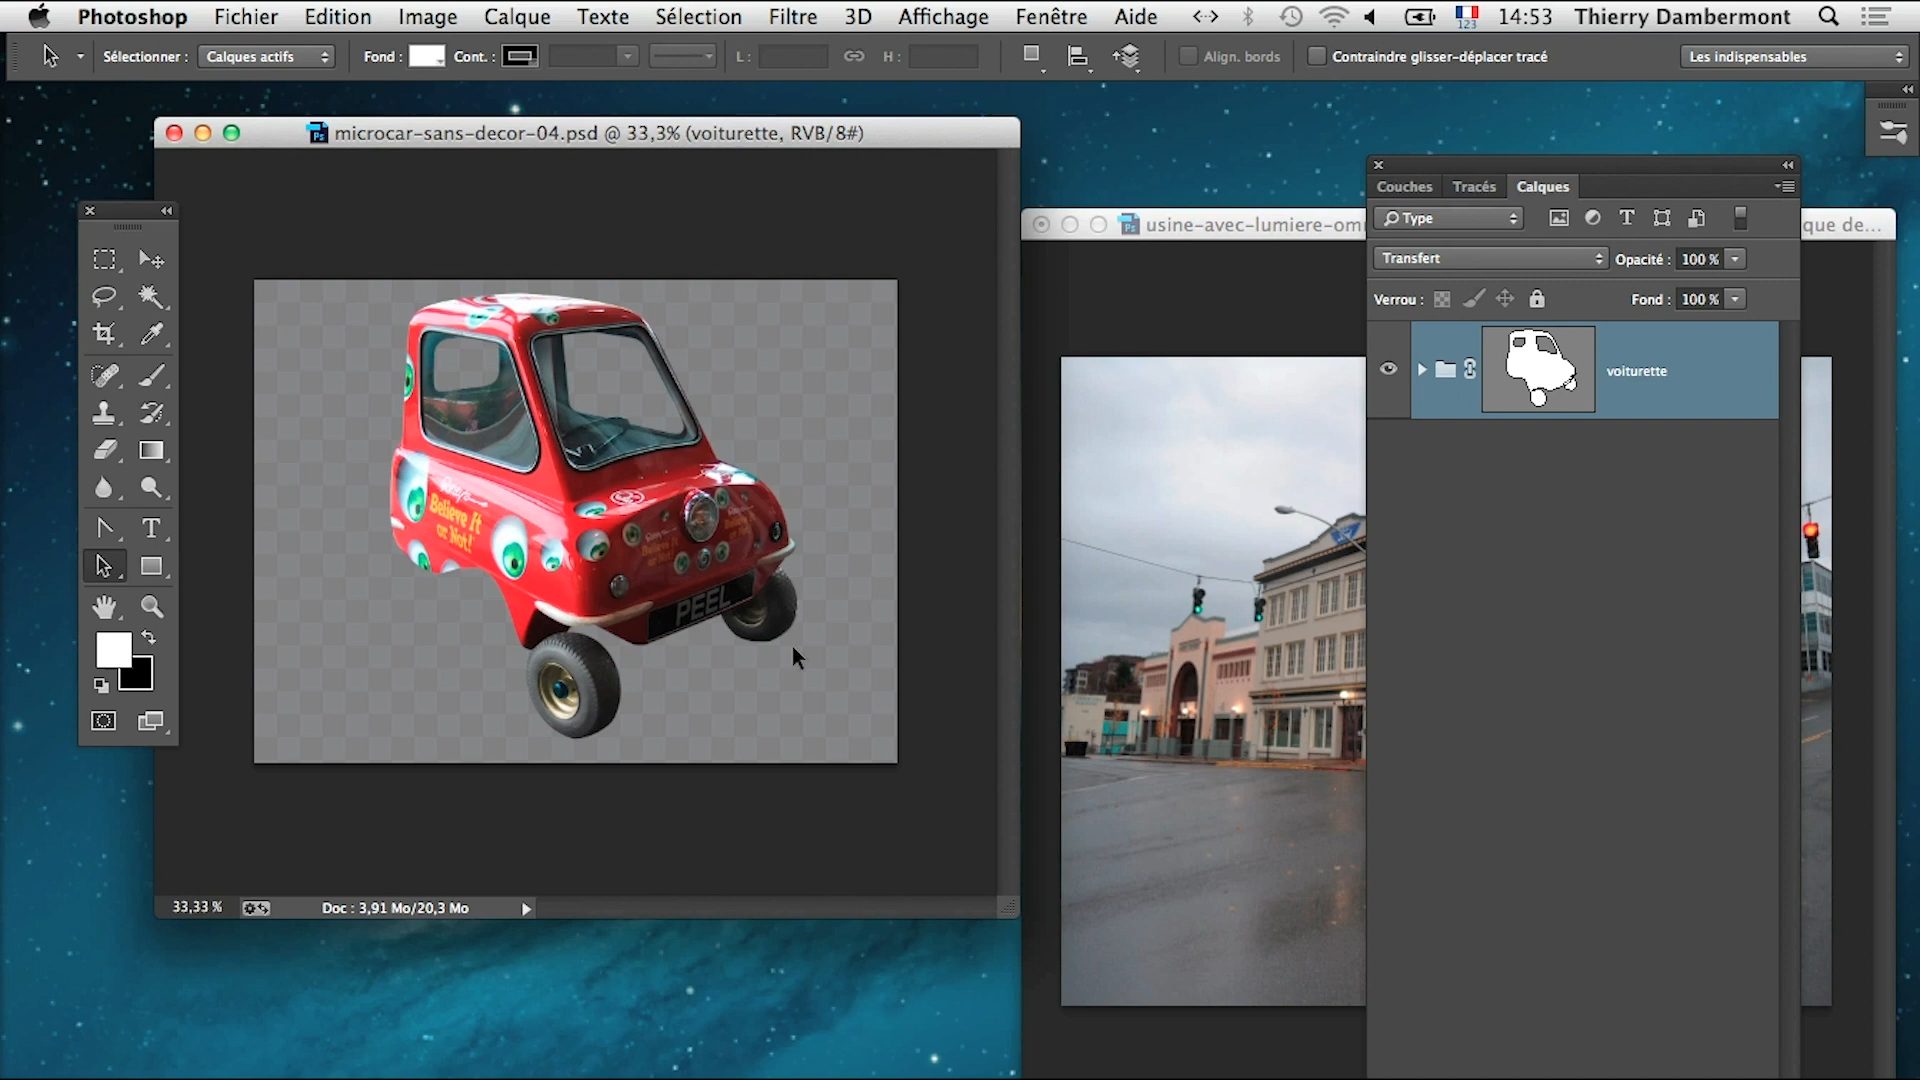 Photoshop Fichier Edition Image Calque Texte Sélection Filtre 3D Affichage Fenêtre Aide 123 14:53 Thierry Dambermont
Sélectionner : Calques actifs Fond : Cont. : L : H : Align. bords Contraindre glisser-déplacer tracé Les indispensables
microcar-sans-decor-04.psd @ 33,3% (voiturette, RVB/8#)
Couches Tracés Calques
usine-avec-lumiere-om
que de...
Type
Transfert Opacité : 100 %
Verrou : Fond : 100 %
voiturette
Believe It
or Not!
PEEL
33,33 % Doc : 3,91 Mo/20,3 Mo